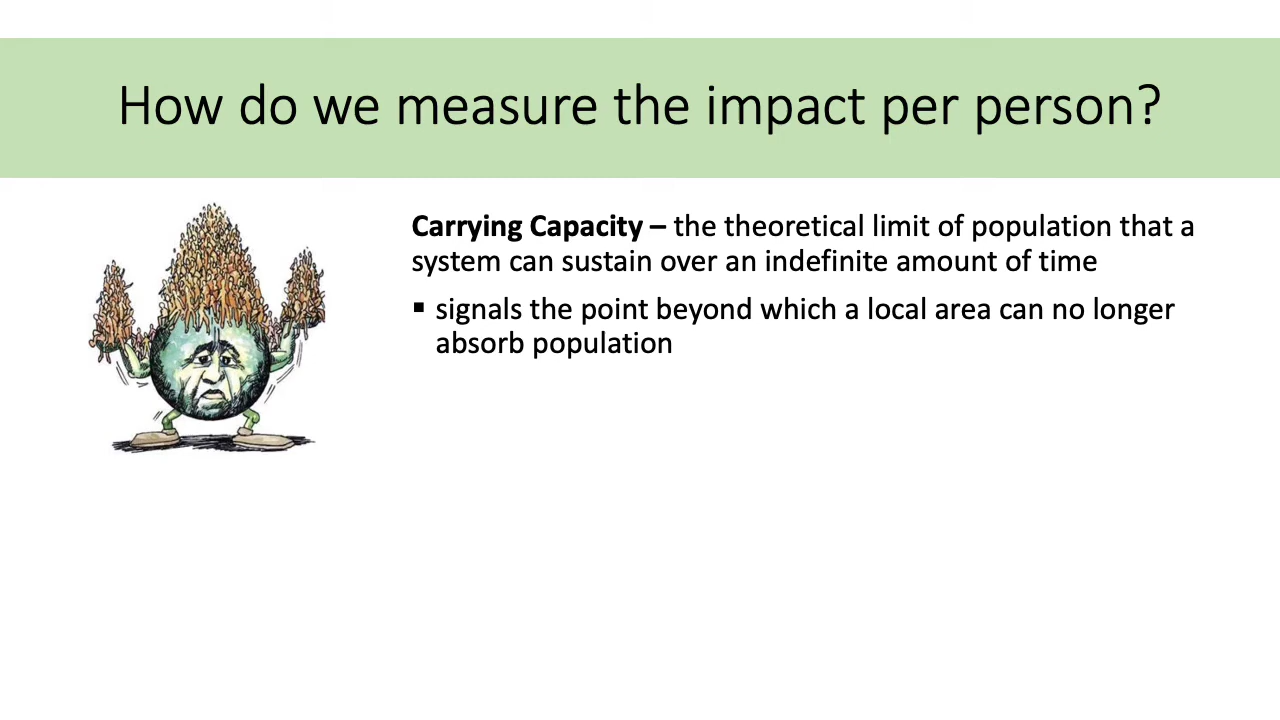 How do we measure the impact per person?
Carrying Capacity – the theoretical limit of population that a
system can sustain over an indefinite amount of time
▪ signals the point beyond which a local area can no longer
absorb population